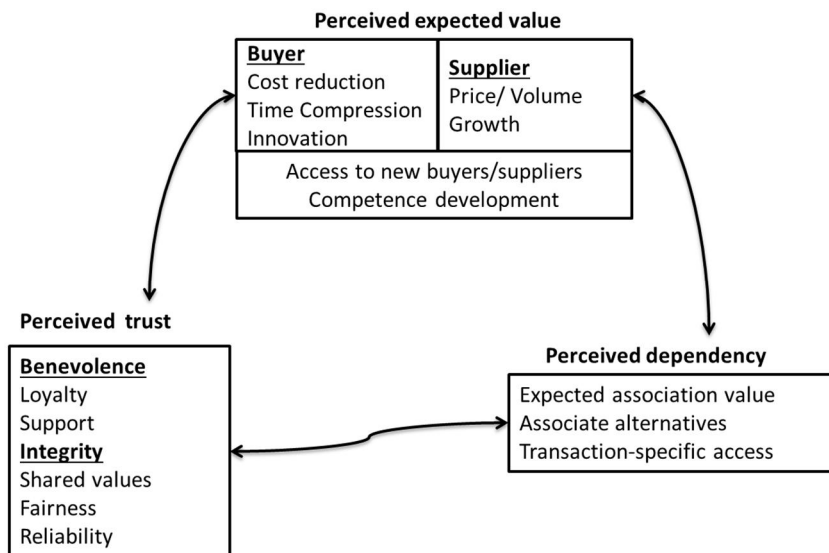 Perceived expected value
Buyer
Cost reduction
Time Compression
Innovation
Supplier
Price/ Volume
Growth
Access to new buyers/suppliers
Competence development
Perceived trust
Benevolence
Loyalty
Support
Integrity
Shared values
Fairness
Reliability
Perceived dependency
Expected association value
Associate alternatives
Transaction-specific access